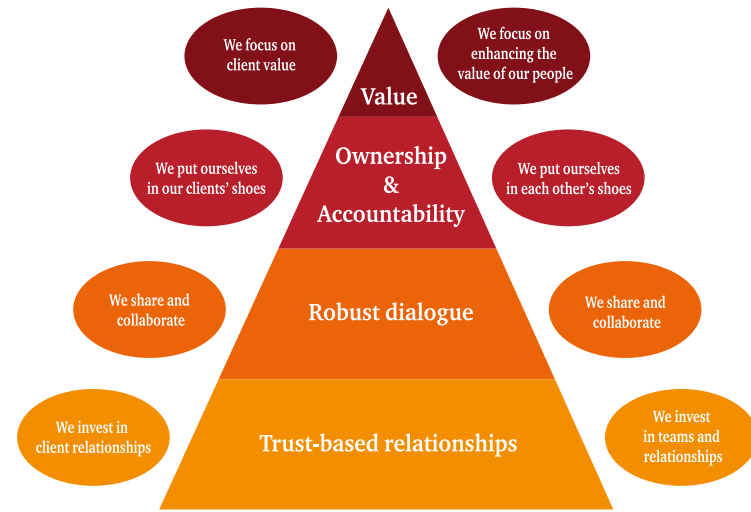 We focus on
client value
We focus on
enhancing the
value of our people
Value
We put ourselves
in our clients’ shoes
Ownership
&
Accountability
We put ourselves
in each other’s shoes
We share and
collaborate
Robust dialogue
We share and
collaborate
We invest in
client relationships
Trust-based relationships
We invest
in teams and
relationships